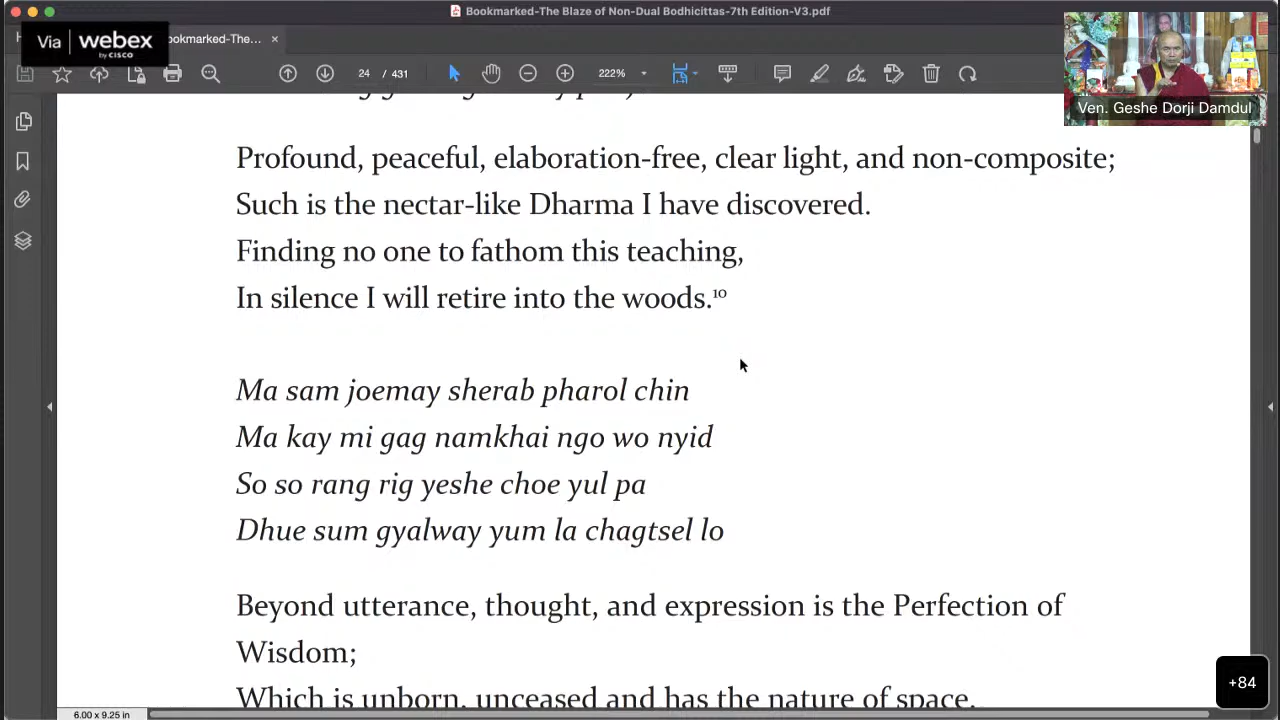 Bookmarked-The Blaze of Non-Dual Bodhicittas-7th Edition-V3.pdf
Via webex
by CISCO
ookmarked-The...
24 / 431
222%
Ven. Geshe Dorji Damdul
Profound, peaceful, elaboration-free, clear light, and non-composite;
Such is the nectar-like Dharma I have discovered.
Finding no one to fathom this teaching,
In silence I will retire into the woods.10
Ma sam joemay sherab pharol chin
Ma kay mi gag namkhai ngo wo nyid
So so rang rig yeshe choe yul pa
Dhue sum gyalway yum la chagtsel lo
Beyond utterance, thought, and expression is the Perfection of
Wisdom;
Which is unborn, unceased and has the nature of space,
+84
6.00 x 9.25 in